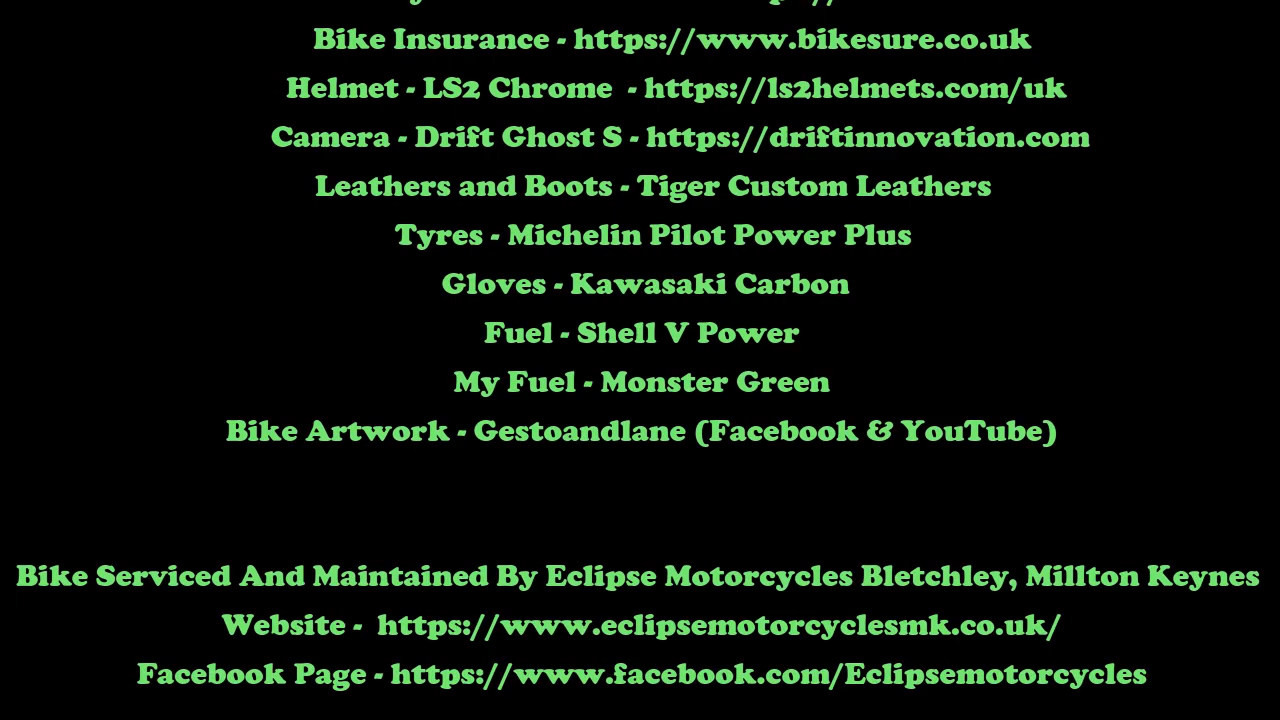 Bike Insurance - https://www.bikesure.co.uk
Helmet - LS2 Chrome  - https://ls2helmets.com/uk
Camera - Drift Ghost S - https://driftinnovation.com
Leathers and Boots - Tiger Custom Leathers
Tyres - Michelin Pilot Power Plus
Gloves - Kawasaki Carbon
Fuel - Shell V Power
My Fuel - Monster Green
Bike Artwork - Gestoandlane (Facebook & YouTube)
Bike Serviced And Maintained By Eclipse Motorcycles Bletchley, Millton Keynes
Website -  https://www.eclipsemotorcyclesmk.co.uk/
Facebook Page - https://www.facebook.com/Eclipsemotorcycles